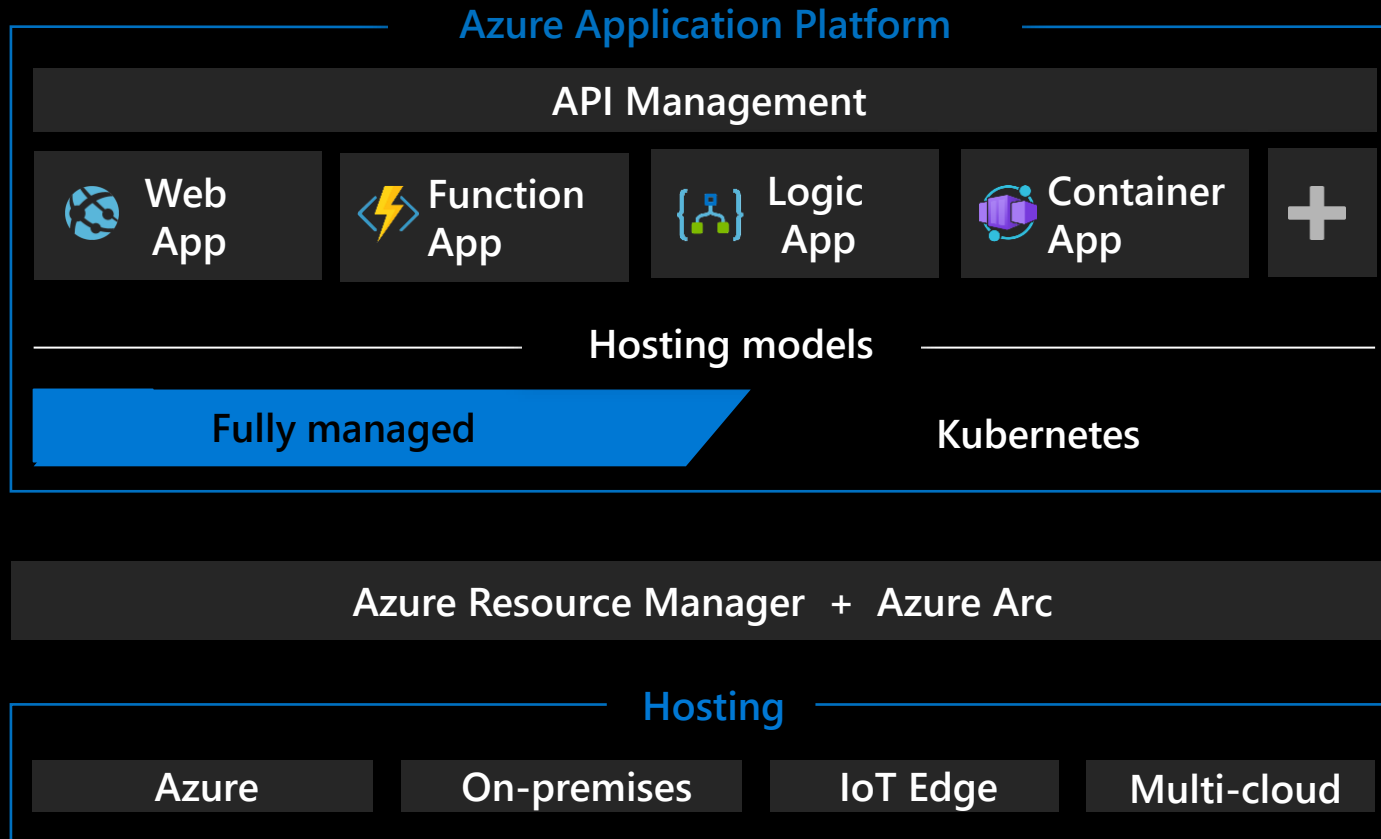 Azure Application Platform
API Management
Web
App
Function
App
Logic
App
Container
App
Hosting models
Fully managed
Kubernetes
Azure Resource Manager + Azure Arc
Hosting
Azure
On-premises
IoT Edge
Multi-cloud